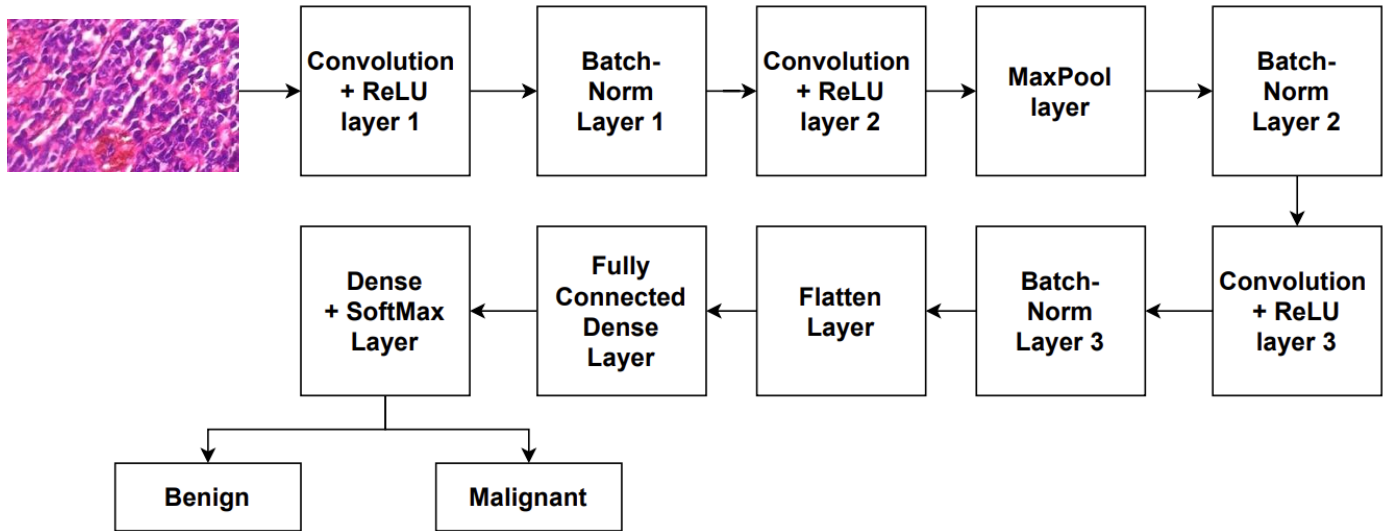 Convolution
+ ReLU
layer 1
Batch-
Norm
Layer 1
Convolution
+ ReLU
layer 2
MaxPool
layer
Batch-
Norm
Layer 2
Convolution
+ ReLU
layer 3
Batch-
Norm
Layer 3
Flatten
Layer
Fully
Connected
Dense
Layer
Dense
+ SoftMax
Layer
Benign
Malignant